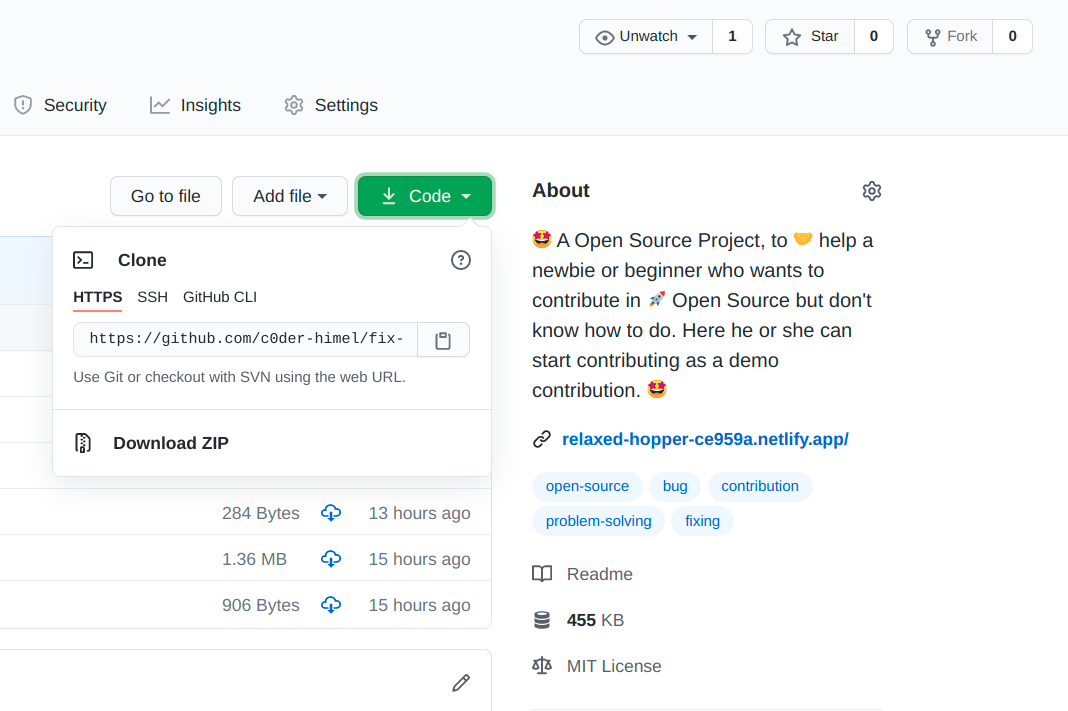 Unwatch 1 Star 0 Fork 0
Security Insights Settings
Go to file Add file Code
Clone
HTTPS SSH GitHub CLI
https://github.com/c0der-himel/fix-
Use Git or checkout with SVN using the web URL.
Download ZIP
284 Bytes 13 hours ago
1.36 MB 15 hours ago
906 Bytes 15 hours ago
About
🤩 A Open Source Project, to 🤝 help a
newbie or beginner who wants to
contribute in 🚀 Open Source but don't
know how to do. Here he or she can
start contributing as a demo
contribution. 🤩
relaxed-hopper-ce959a.netlify.app/
open-source bug contribution
problem-solving fixing
Readme
455 KB
MIT License